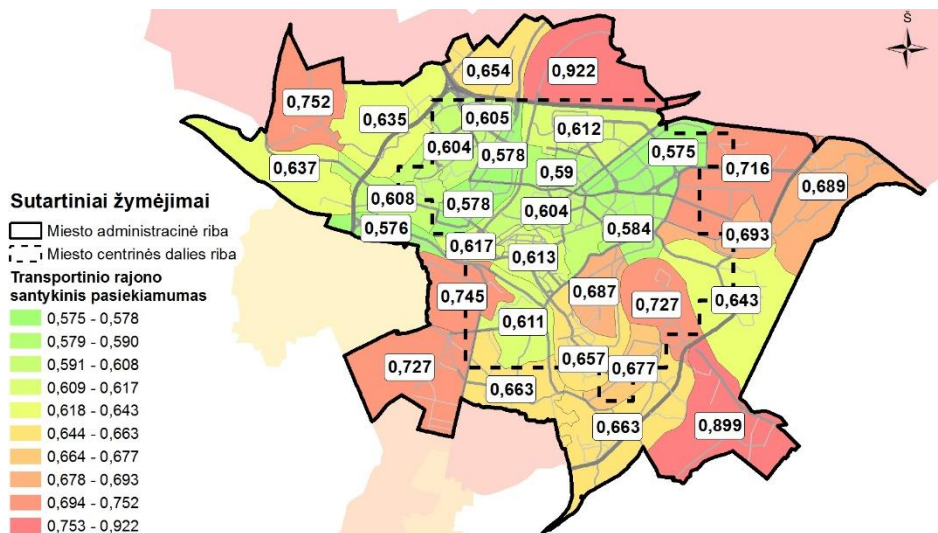 Š
0,654
0,922
0,752
0,635
0,605
0,612
0,604
0,578
0,575
0,716
0,637
0,59
0,689
0,608
0,578
0,604
0,576
0,584
0,693
0,617
0,613
0,745
0,687
0,727
0,643
0,611
0,727
0,657
0,677
0,663
0,663
0,899
Sutartiniai žymėjimai
Miesto administracinė riba
Miesto centrinės dalies riba
Transportinio rajono
santykinis pasiekiamumas
0,575 - 0,578
0,579 - 0,590
0,591 - 0,608
0,609 - 0,617
0,618 - 0,643
0,644 - 0,663
0,664 - 0,677
0,678 - 0,693
0,694 - 0,752
0,753 - 0,922